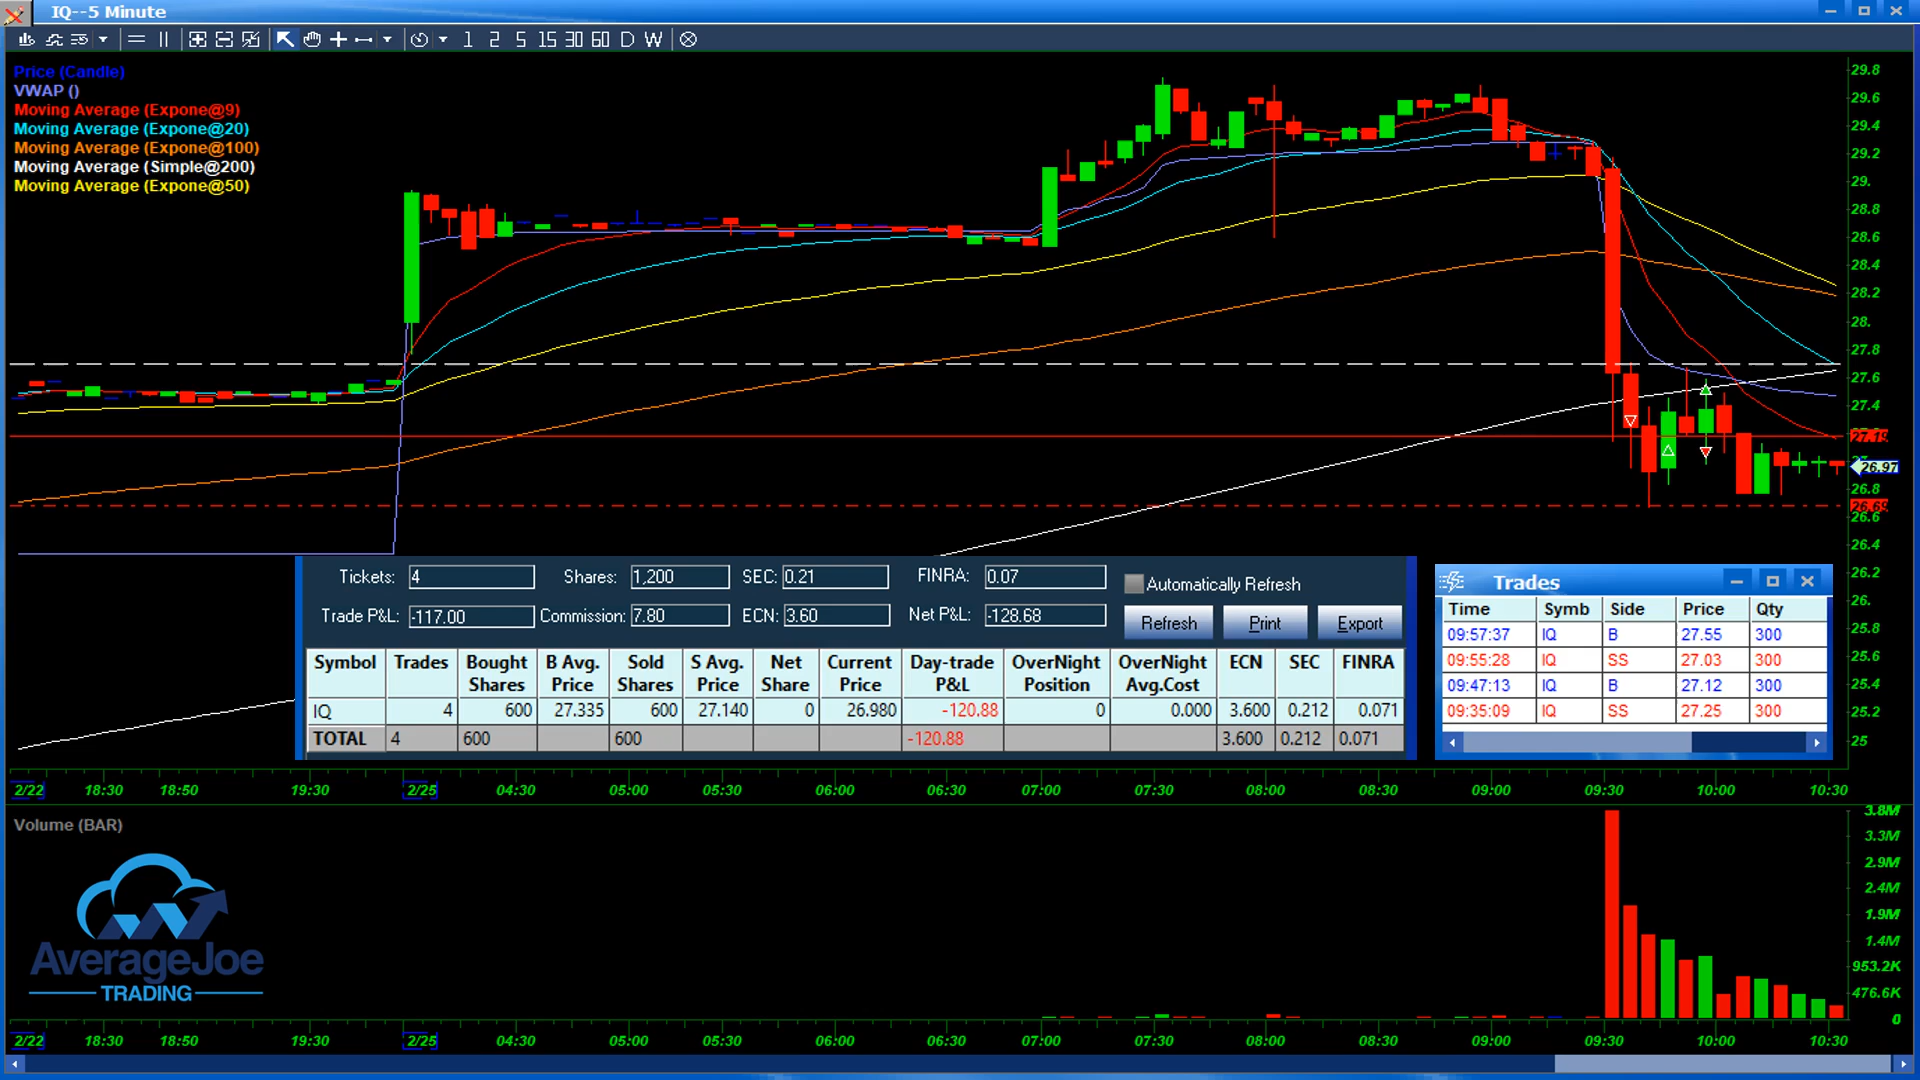 IQ--5 Minute
1 2 5 15 30 60 D W
Price (Candle)
VWAP ()
Moving Average (Expone@9)
Moving Average (Expone@20)
Moving Average (Expone@100)
Moving Average (Simple@200)
Moving Average (Expone@50)
29.8
29.6
29.4
29.2
29.
28.8
28.6
28.4
28.2
28.
27.8
27.6
27.4
27.19
26.97
26.8
26.69
26.6
26.4
26.2
26.
25.8
25.6
25.4
25.2
25
Tickets: 4 Shares: 1,200 SEC: 0.21 FINRA: 0.07 Automatically Refresh
Trade P&L: -117.00 Commission: 7.80 ECN: 3.60 Net P&L: -128.68 Refresh Print Export
Symbol Trades Bought Shares B Avg. Price Sold Shares S Avg. Price Net Share Current Price Day-trade P&L OverNight Position OverNight Avg.Cost ECN SEC FINRA
IQ 4 600 27.335 600 27.140 0 26.980 -120.88 0 0.000 3.600 0.212 0.071
TOTAL 4 600 600 -120.88 3.600 0.212 0.071
Trades
Time Symb Side Price Qty
09:57:37 IQ B 27.55 300
09:55:28 IQ SS 27.03 300
09:47:13 IQ B 27.12 300
09:35:09 IQ SS 27.25 300
2/22 18:30 18:50 19:30 2/25 04:30 05:00 05:30 06:00 06:30 07:00 07:30 08:00 08:30 09:00 09:30 10:00 10:30
Volume (BAR)
3.8M
3.3M
2.9M
2.4M
1.9M
1.4M
953.2K
476.6K
0
AverageJoe
TRADING
2/22 18:30 18:50 19:30 2/25 04:30 05:00 05:30 06:00 06:30 07:00 07:30 08:00 08:30 09:00 09:30 10:00 10:30